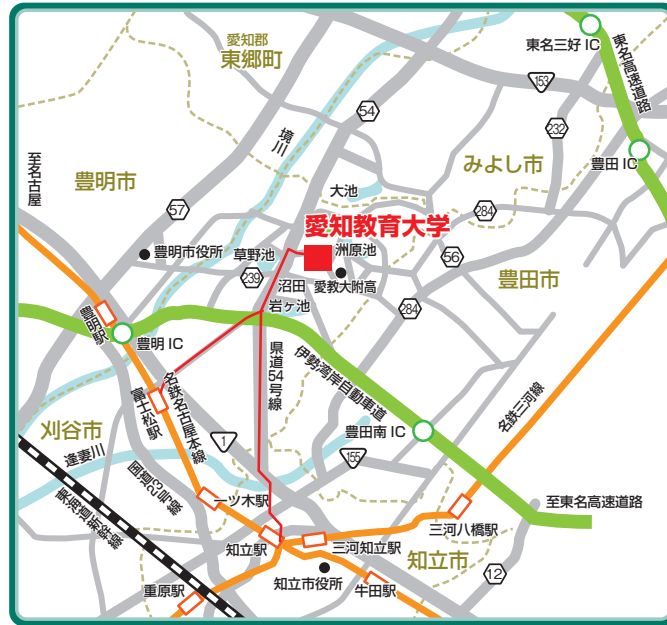 東名三好 IC
東名高速道路
愛知郡
東郷町
153
54
232
境川
みよし市
豊田 IC
至名古屋
豊明市
大池
57
284
愛知教育大学
豊明市役所
草野池
洲原池
56
239
沼田
愛教大附高
豊田市
岩ヶ池
284
豊明駅
豊明 IC
県道54号線
伊勢湾岸自動車道
名鉄三河線
富士松駅
名鉄名古屋本線
刈谷市
1
豊田南 IC
逢妻川
155
国道23号線
東海道新幹線
一ツ木駅
至東名高速道路
三河八橋駅
知立駅
三河知立駅
知立市
知立市役所
12
重原駅
牛田駅